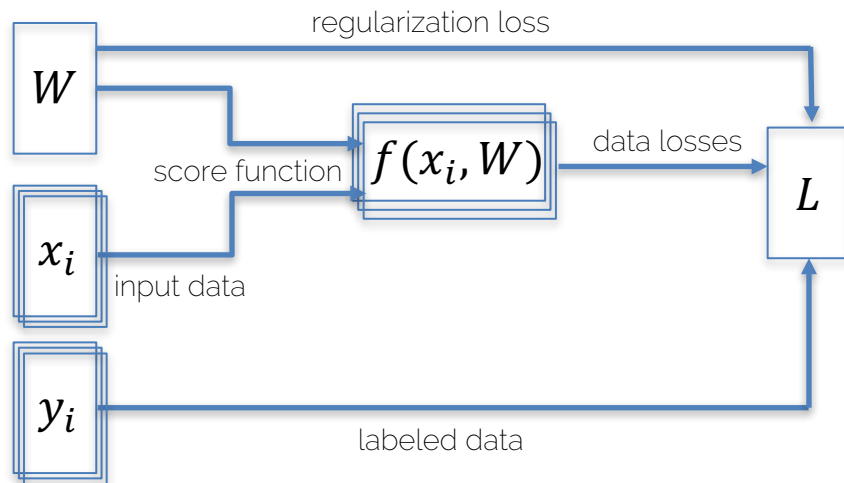 regularization loss
W
f(x_i, W)
data losses
score function
L
x_i
input data
y_i
labeled data